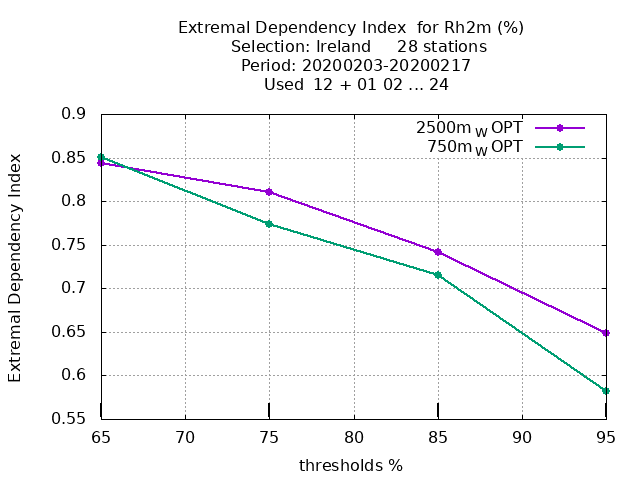 Extremal Dependency Index  for Rh2m (%)
Selection: Ireland     28 stations
Period: 20200203-20200217
Used  12 + 01 02 ... 24
2500m W OPT
750m W OPT
0.9
0.85
0.8
0.75
0.7
0.65
0.6
0.55
Extremal Dependency Index
65 70 75 80 85 90 95
thresholds %